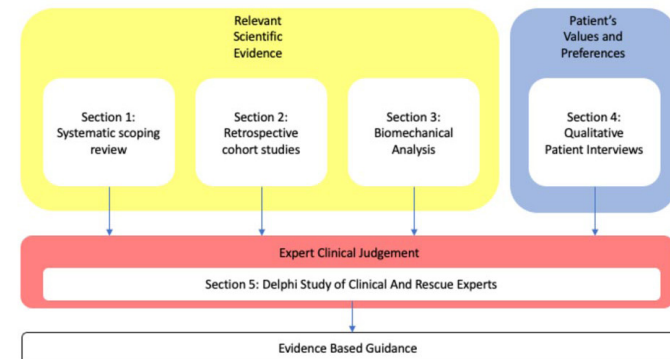 Relevant
Scientific
Evidence
Patient's
Values and
Preferences
Section 1:
Systematic scoping
review
Section 2:
Retrospective
cohort studies
Section 3:
Biomechanical
Analysis
Section 4:
Qualitative
Patient Interviews
Expert Clinical Judgement
Section 5: Delphi Study of Clinical And Rescue Experts
Evidence Based Guidance